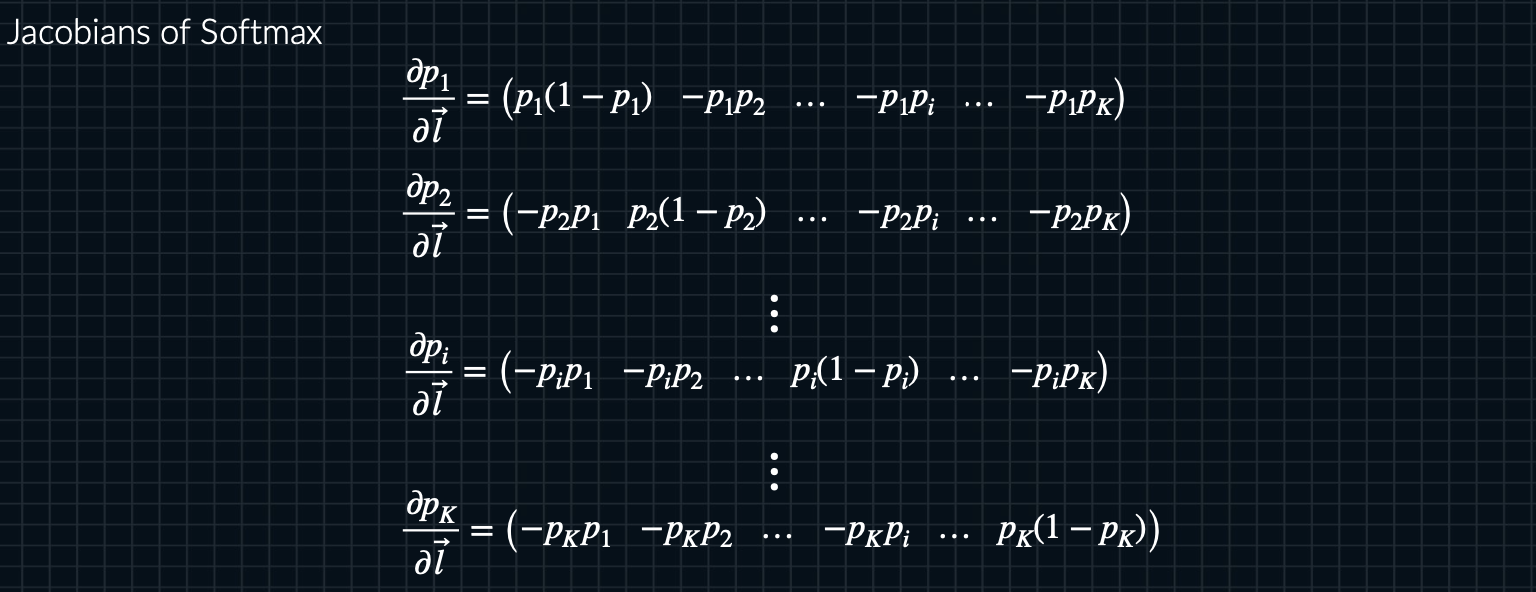 Jacobians of Softmax
∂p₁/∂l⃗ = (p₁(1 − p₁) −p₁p₂ … −p₁pᵢ … −p₁p_K)
∂p₂/∂l⃗ = (−p₂p₁ p₂(1 − p₂) … −p₂pᵢ … −p₂p_K)
⋮
∂pᵢ/∂l⃗ = (−pᵢp₁ −pᵢp₂ … pᵢ(1 − pᵢ) … −pᵢp_K)
⋮
∂p_K/∂l⃗ = (−p_Kp₁ −p_Kp₂ … −p_Kpᵢ … p_K(1 − p_K))